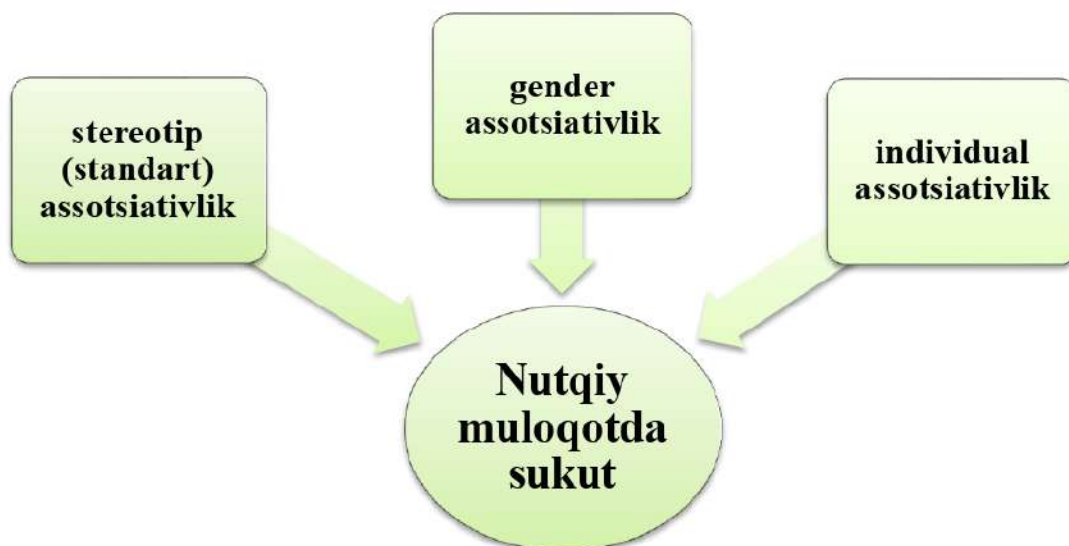 stereotip
(standart)
assotsiativlik
gender
assotsiativlik
individual
assotsiativlik
Nutqiy
muloqotda
sukut